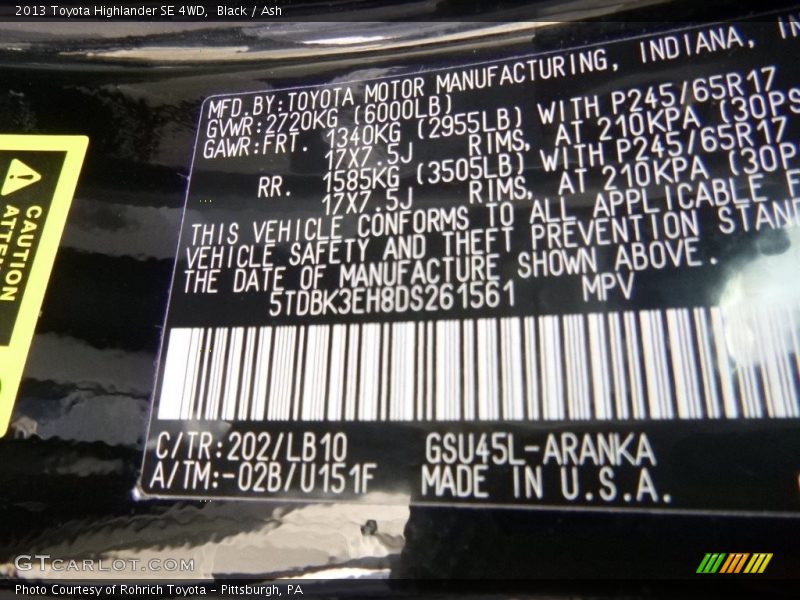 2013 Toyota Highlander SE 4WD, Black / Ash
MFD.BY:TOYOTA MOTOR MANUFACTURING, INDIANA,
GVWR:2720KG (6000LB)
GAWR:FRT. 1340KG (2955LB) WITH P245/65R17
17X7.5J RIMS, AT 210KPA (30PS
RR. 1585KG (3505LB) WITH P245/65R17
17X7.5J RIMS, AT 210KPA (30P
THIS VEHICLE CONFORMS TO ALL APPLICABLE F
VEHICLE SAFETY AND THEFT PREVENTION STAN
THE DATE OF MANUFACTURE SHOWN ABOVE.
5TDBK3EH8DS261561 MPV
C/TR:202/LB10 GSU45L-ARANKA
A/TM:-02B/U151F MADE IN U.S.A.
CAUTION
ATTENTION
GTCARLOT.COM
Photo Courtesy of Rohrich Toyota - Pittsburgh, PA